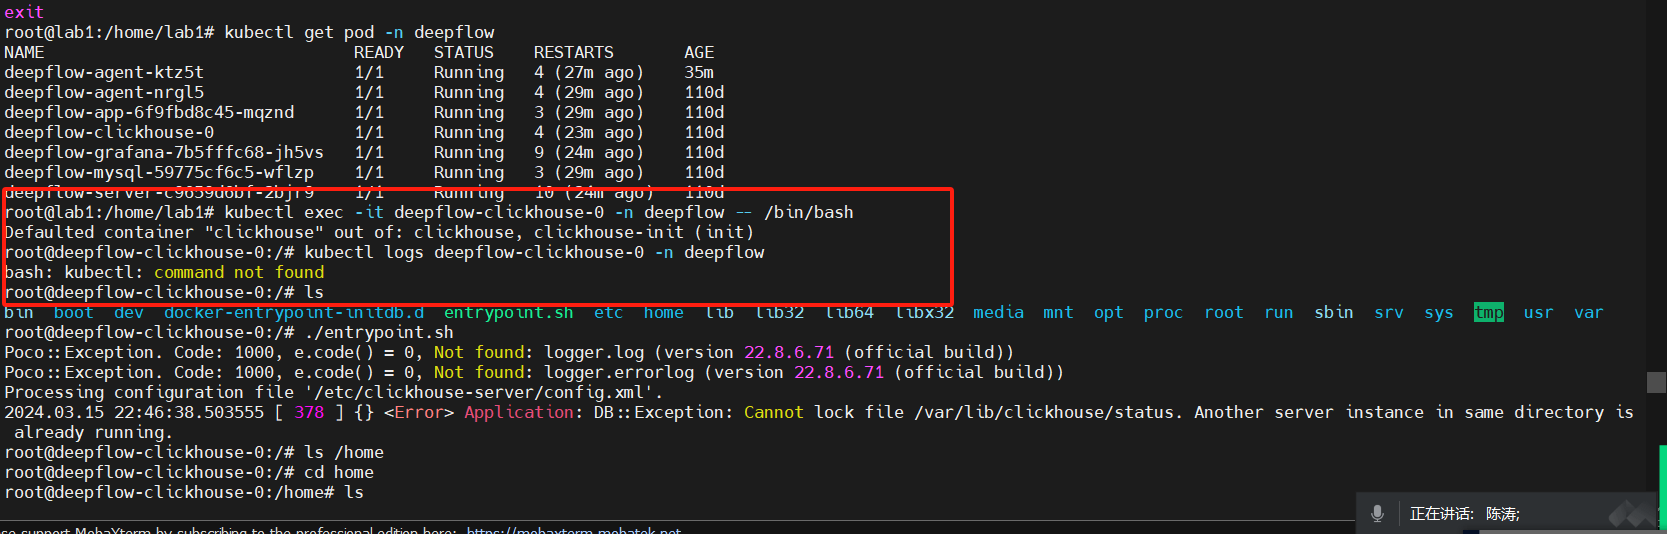 exit
root@lab1:/home/lab1# kubectl get pod -n deepflow
NAME READY STATUS RESTARTS AGE
deepflow-agent-ktz5t 1/1 Running 4 (27m ago) 35m
deepflow-agent-nrgl5 1/1 Running 4 (29m ago) 110d
deepflow-app-6f9fbd8c45-mqznd 1/1 Running 3 (29m ago) 110d
deepflow-clickhouse-0 1/1 Running 4 (23m ago) 110d
deepflow-grafana-7b5fffc68-jh5vs 1/1 Running 9 (24m ago) 110d
deepflow-mysql-59775cf6c5-wflzp 1/1 Running 3 (29m ago) 110d
deepflow-server-c9659d6bf-2bjr9 1/1 Running 10 (24m ago) 110d
root@lab1:/home/lab1# kubectl exec -it deepflow-clickhouse-0 -n deepflow -- /bin/bash
Defaulted container "clickhouse" out of: clickhouse, clickhouse-init (init)
root@deepflow-clickhouse-0:/# kubectl logs deepflow-clickhouse-0 -n deepflow
bash: kubectl: command not found
root@deepflow-clickhouse-0:/# ls
bin boot dev docker-entrypoint-initdb.d entrypoint.sh etc home lib lib32 lib64 libx32 media mnt opt proc root run sbin srv sys tmp usr var
root@deepflow-clickhouse-0:/# ./entrypoint.sh
Poco::Exception. Code: 1000, e.code() = 0, Not found: logger.log (version 22.8.6.71 (official build))
Poco::Exception. Code: 1000, e.code() = 0, Not found: logger.errorlog (version 22.8.6.71 (official build))
Processing configuration file '/etc/clickhouse-server/config.xml'.
2024.03.15 22:46:38.503555 [ 378 ] {} <Error> Application: DB::Exception: Cannot lock file /var/lib/clickhouse/status. Another server instance in same directory is
already running.
root@deepflow-clickhouse-0:/# ls /home
root@deepflow-clickhouse-0:/# cd home
root@deepflow-clickhouse-0:/home# ls
正在讲话: 陈涛;
se support MobaXterm by subscribing to the professional edition here: https://mobaxterm.mobatek.net